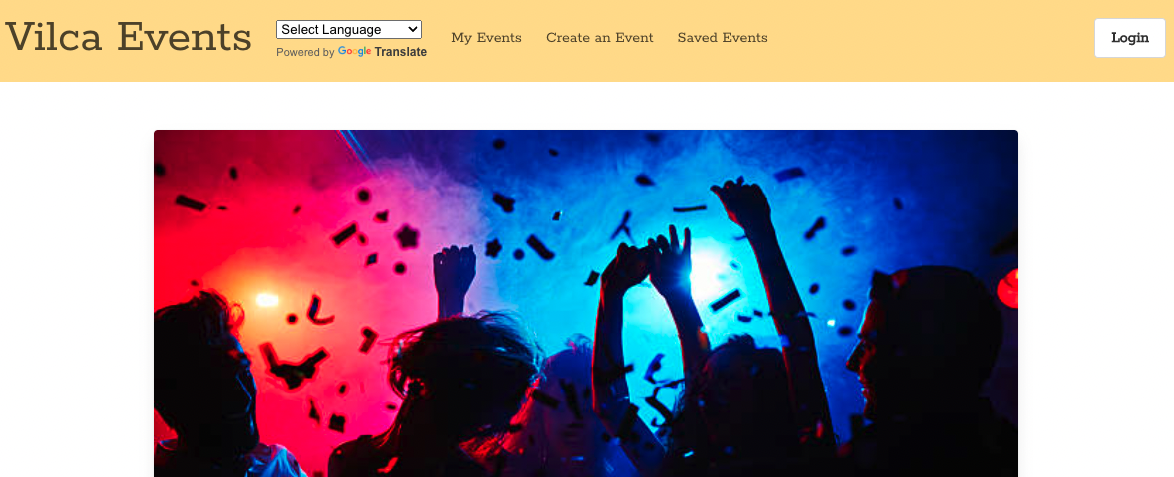 Vilca Events
Select Language
Powered by Google Translate
My Events
Create an Event
Saved Events
Login